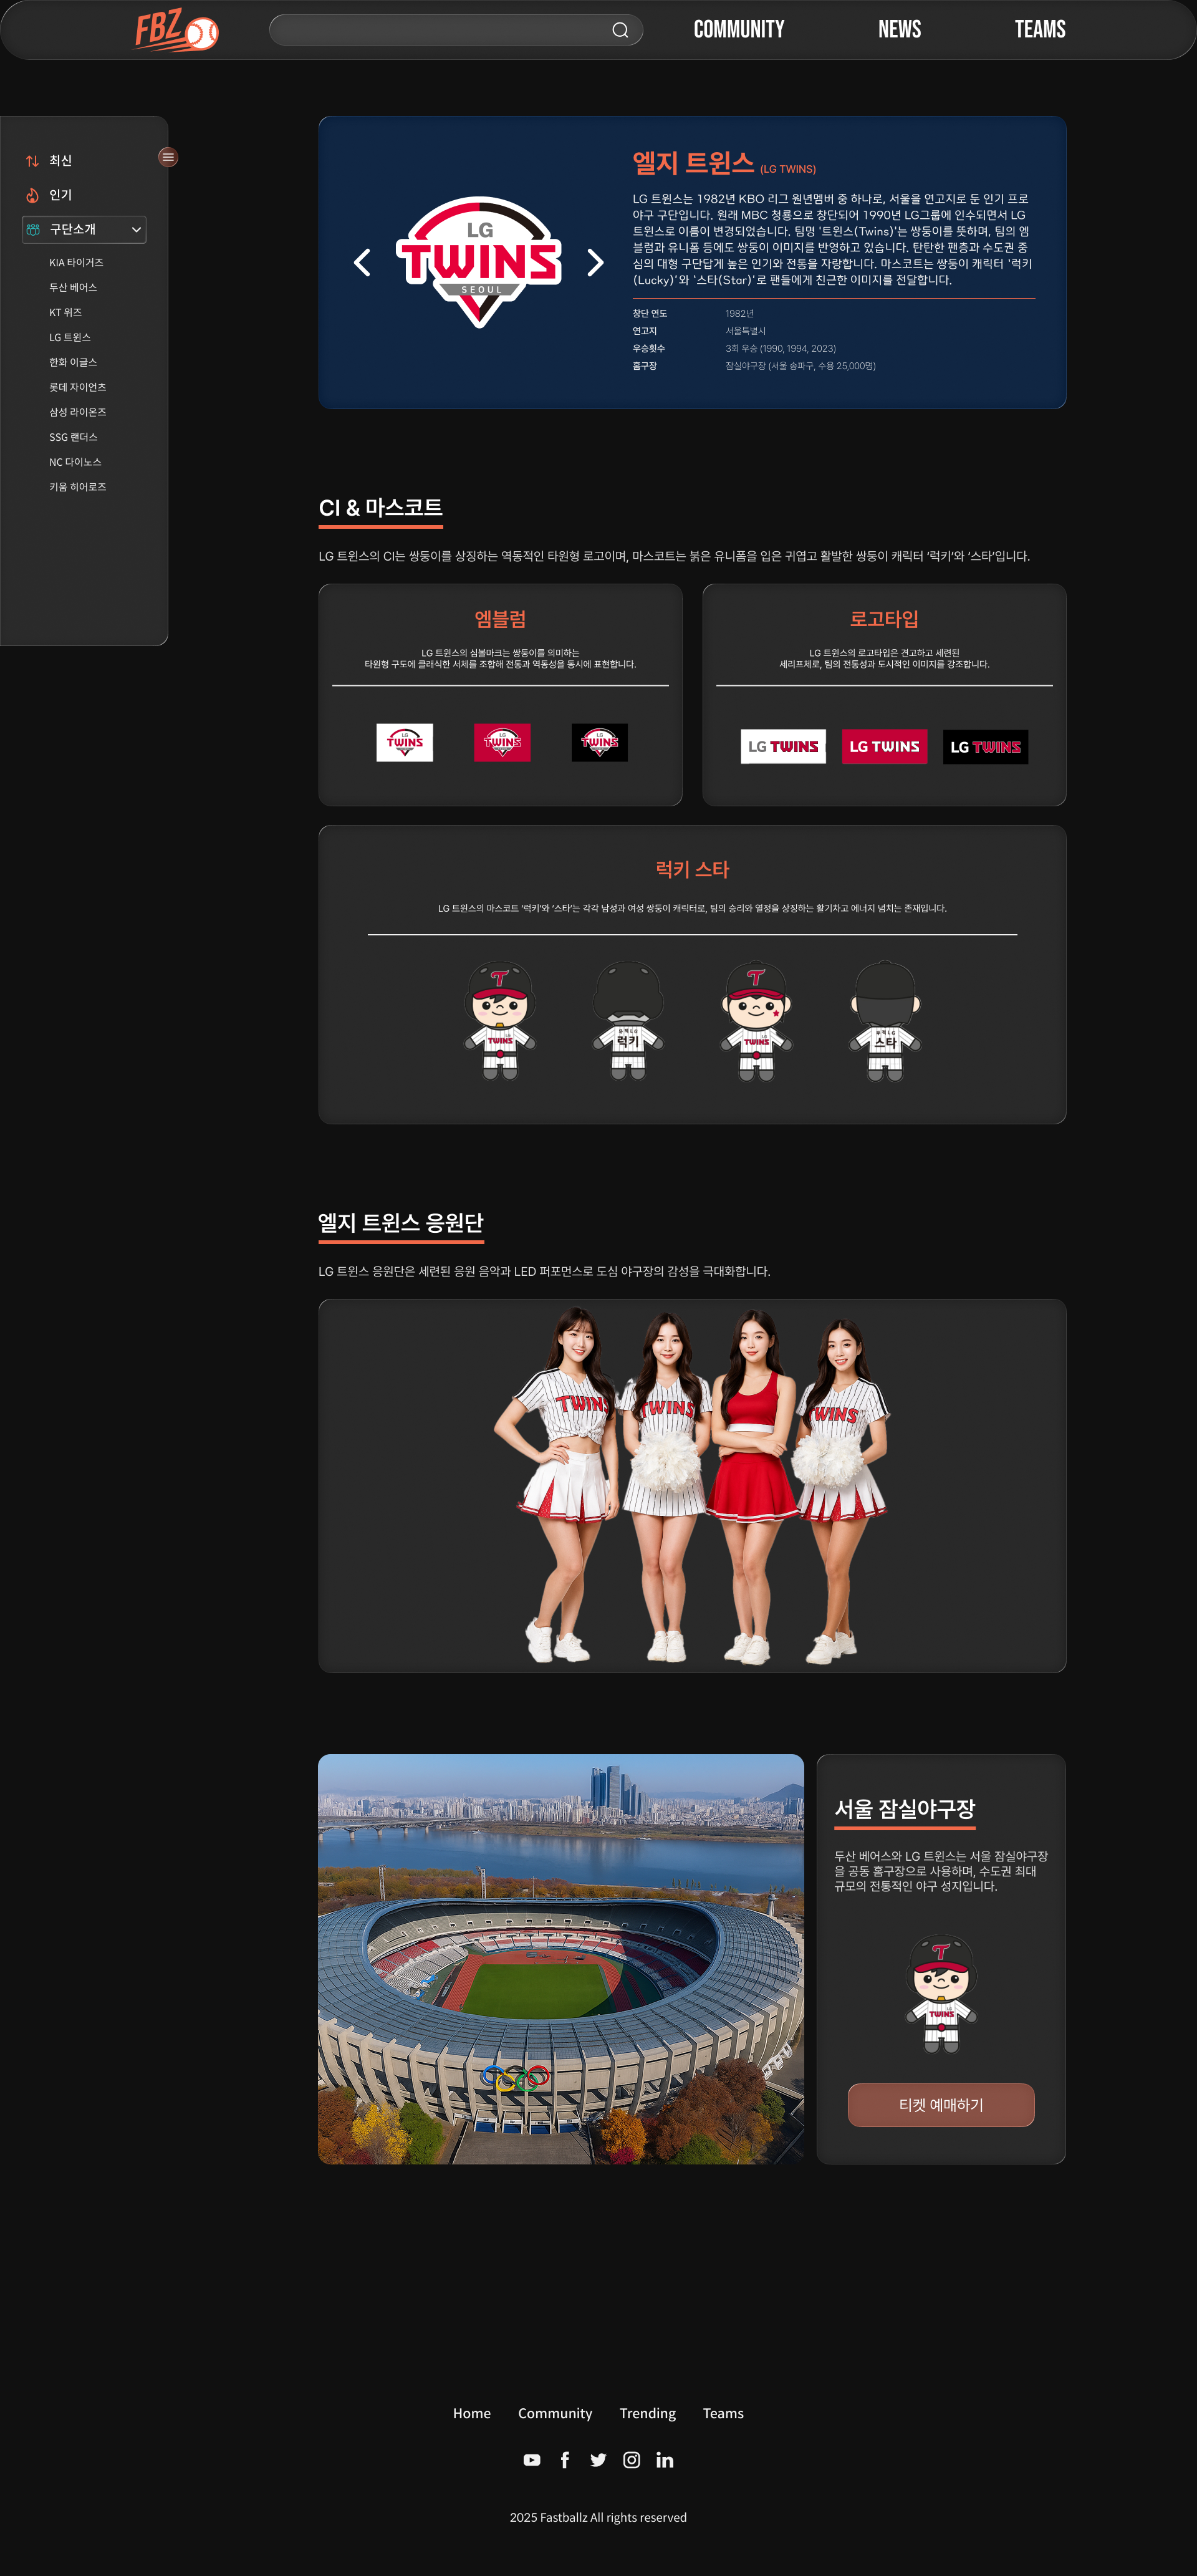 FBZ
COMMUNITY
NEWS
TEAMS
최신
인기
구단소개
KIA 타이거즈
두산 베어스
KT 위즈
LG 트윈스
한화 이글스
롯데 자이언츠
삼성 라이온즈
SSG 랜더스
NC 다이노스
키움 히어로즈
LG
TWINS
SEOUL
엘지 트윈스 (LG TWINS)
LG 트윈스는 1982년 KBO 리그 원년멤버 중 하나로, 서울을 연고지로 둔 인기 프로
야구 구단입니다. 원래 MBC 청룡으로 창단되어 1990년 LG그룹에 인수되면서 LG
트윈스로 이름이 변경되었습니다. 팀명 '트윈스(Twins)'는 쌍둥이를 뜻하며, 팀의 엠
블럼과 유니폼 등에도 쌍둥이 이미지를 반영하고 있습니다. 탄탄한 팬층과 수도권 중
심의 대형 구단답게 높은 인기와 전통을 자랑합니다. 마스코트는 쌍둥이 캐릭터 '럭키
(Lucky)'와 '스타(Star)'로 팬들에게 친근한 이미지를 전달합니다.
창단 연도 1982년
연고지 서울특별시
우승횟수 3회 우승 (1990, 1994, 2023)
홈구장 잠실야구장 (서울 송파구, 수용 25,000명)
CI & 마스코트
LG 트윈스의 CI는 쌍둥이를 상징하는 역동적인 타원형 로고이며, 마스코트는 붉은 유니폼을 입은 귀엽고 활발한 쌍둥이 캐릭터 ‘럭키’와 ‘스타’입니다.
엠블럼
LG 트윈스의 심볼마크는 쌍둥이를 의미하는
타원형 구도에 클래식한 서체를 조합해 전통과 역동성을 동시에 표현합니다.
LG
TWINS
LG
TWINS
LG
TWINS
로고타입
LG 트윈스의 로고타입은 견고하고 세련된
세리프체로, 팀의 전통성과 도시적인 이미지를 강조합니다.
LG TWINS
LG TWINS
LG TWINS
럭키 스타
LG 트윈스의 마스코트 ‘럭키’와 ‘스타’는 각각 남성과 여성 쌍둥이 캐릭터로, 팀의 승리와 열정을 상징하는 활기차고 에너지 넘치는 존재입니다.
T
LG
TWINS
무적LG
럭키
T
LG
TWINS
무적LG
스타
엘지 트윈스 응원단
LG 트윈스 응원단은 세련된 응원 음악과 LED 퍼포먼스로 도심 야구장의 감성을 극대화합니다.
TWINS
TWINS
TWINS
서울 잠실야구장
두산 베어스와 LG 트윈스는 서울 잠실야구장
을 공동 홈구장으로 사용하며, 수도권 최대
규모의 전통적인 야구 성지입니다.
T
LG
TWINS
티켓 예매하기
Home
Community
Trending
Teams
2025 Fastballz All rights reserved